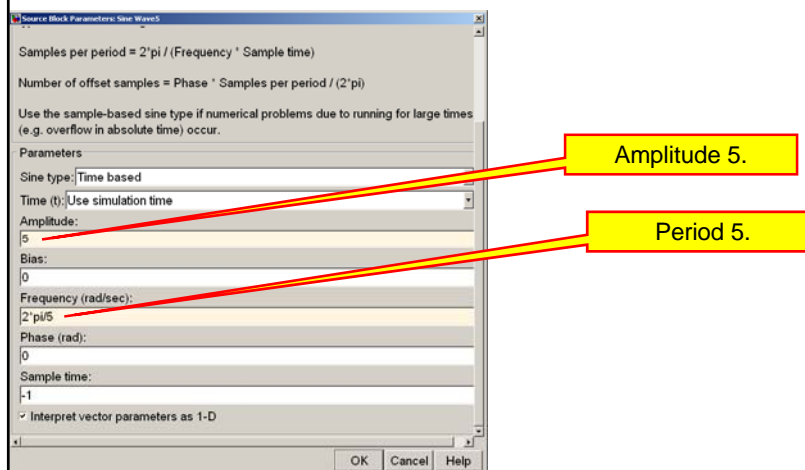 Source Block Parameters: Sine Wave5
Samples per period = 2*pi / (Frequency * Sample time)
Number of offset samples = Phase * Samples per period / (2*pi)
Use the sample-based sine type if numerical problems due to running for large times
(e.g. overflow in absolute time) occur.
Parameters
Sine type: Time based
Time (t): Use simulation time
Amplitude:
5
Bias:
0
Frequency (rad/sec):
2*pi/5
Phase (rad):
0
Sample time:
-1
Interpret vector parameters as 1-D
OK Cancel Help
Amplitude 5.
Period 5.